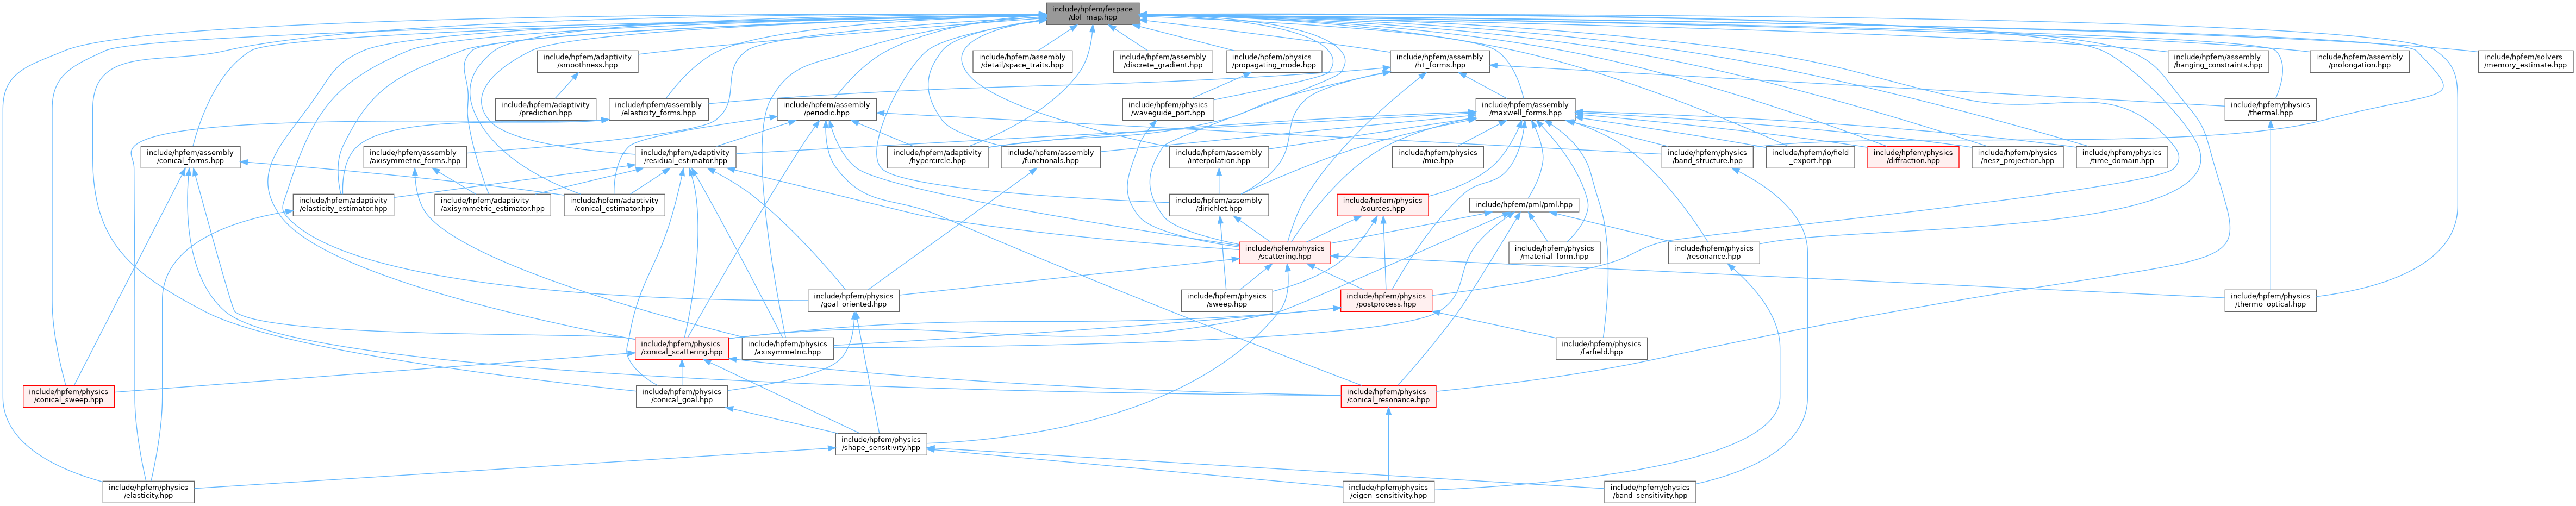 include/hpfem/fespace
/dof_map.hpp
include/hpfem/adaptivity
/smoothness.hpp
include/hpfem/assembly
/detail/space_traits.hpp
include/hpfem/assembly
/discrete_gradient.hpp
include/hpfem/physics
/propagating_mode.hpp
include/hpfem/assembly
/h1_forms.hpp
include/hpfem/assembly
/hanging_constraints.hpp
include/hpfem/assembly
/prolongation.hpp
include/hpfem/solvers
/memory_estimate.hpp
include/hpfem/adaptivity
/prediction.hpp
include/hpfem/assembly
/elasticity_forms.hpp
include/hpfem/assembly
/periodic.hpp
include/hpfem/physics
/waveguide_port.hpp
include/hpfem/assembly
/maxwell_forms.hpp
include/hpfem/physics
/thermal.hpp
include/hpfem/assembly
/conical_forms.hpp
include/hpfem/assembly
/axisymmetric_forms.hpp
include/hpfem/adaptivity
/residual_estimator.hpp
include/hpfem/adaptivity
/hypercircle.hpp
include/hpfem/assembly
/functionals.hpp
include/hpfem/assembly
/interpolation.hpp
include/hpfem/physics
/mie.hpp
include/hpfem/physics
/band_structure.hpp
include/hpfem/io/field
_export.hpp
include/hpfem/physics
/diffraction.hpp
include/hpfem/physics
/riesz_projection.hpp
include/hpfem/physics
/time_domain.hpp
include/hpfem/adaptivity
/elasticity_estimator.hpp
include/hpfem/adaptivity
/axisymmetric_estimator.hpp
include/hpfem/adaptivity
/conical_estimator.hpp
include/hpfem/assembly
/dirichlet.hpp
include/hpfem/physics
/sources.hpp
include/hpfem/pml/pml.hpp
include/hpfem/physics
/scattering.hpp
include/hpfem/physics
/material_form.hpp
include/hpfem/physics
/resonance.hpp
include/hpfem/physics
/goal_oriented.hpp
include/hpfem/physics
/sweep.hpp
include/hpfem/physics
/postprocess.hpp
include/hpfem/physics
/thermo_optical.hpp
include/hpfem/physics
/conical_scattering.hpp
include/hpfem/physics
/axisymmetric.hpp
include/hpfem/physics
/farfield.hpp
include/hpfem/physics
/conical_sweep.hpp
include/hpfem/physics
/conical_goal.hpp
include/hpfem/physics
/conical_resonance.hpp
include/hpfem/physics
/shape_sensitivity.hpp
include/hpfem/physics
/elasticity.hpp
include/hpfem/physics
/eigen_sensitivity.hpp
include/hpfem/physics
/band_sensitivity.hpp